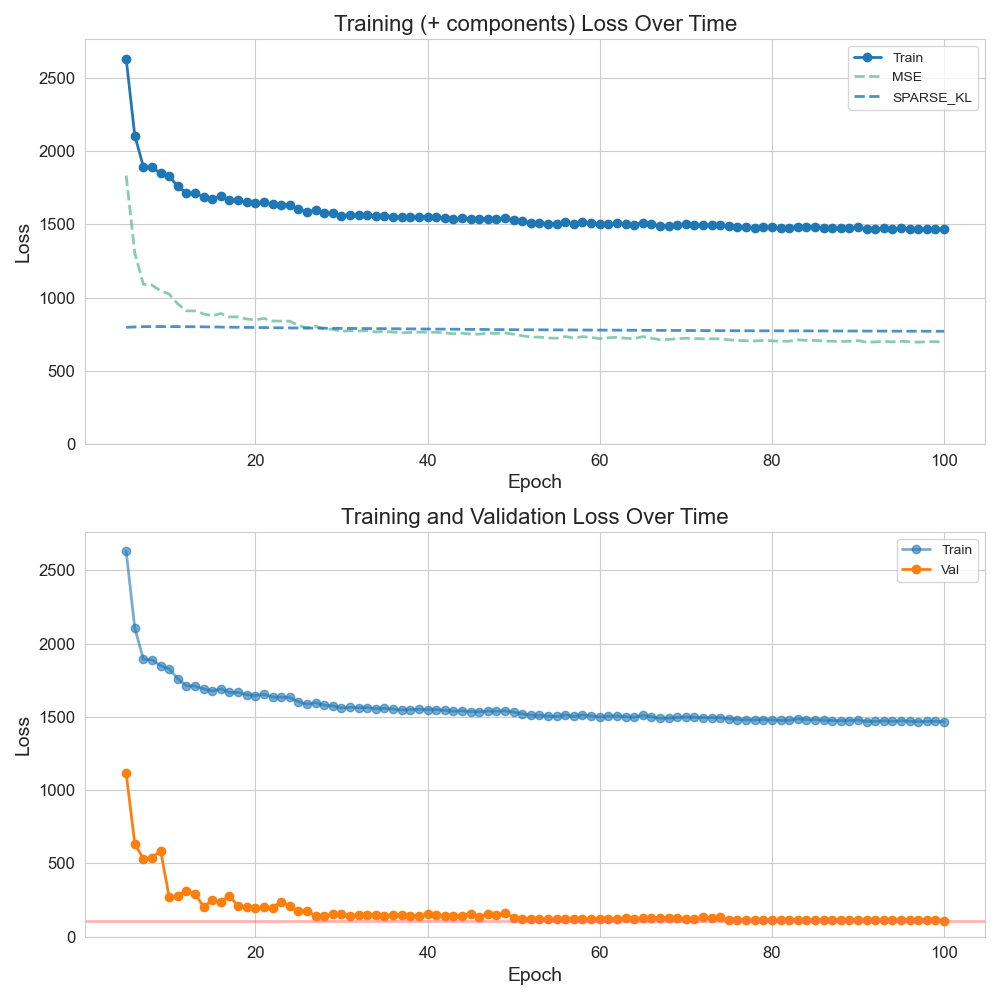 Training (+ components) Loss Over Time
Train
MSE
SPARSE_KL
2500
2000
1500
1000
500
0
Loss
20
40
60
80
100
Epoch
Training and Validation Loss Over Time
Train
Val
2500
2000
1500
1000
500
0
Loss
20
40
60
80
100
Epoch